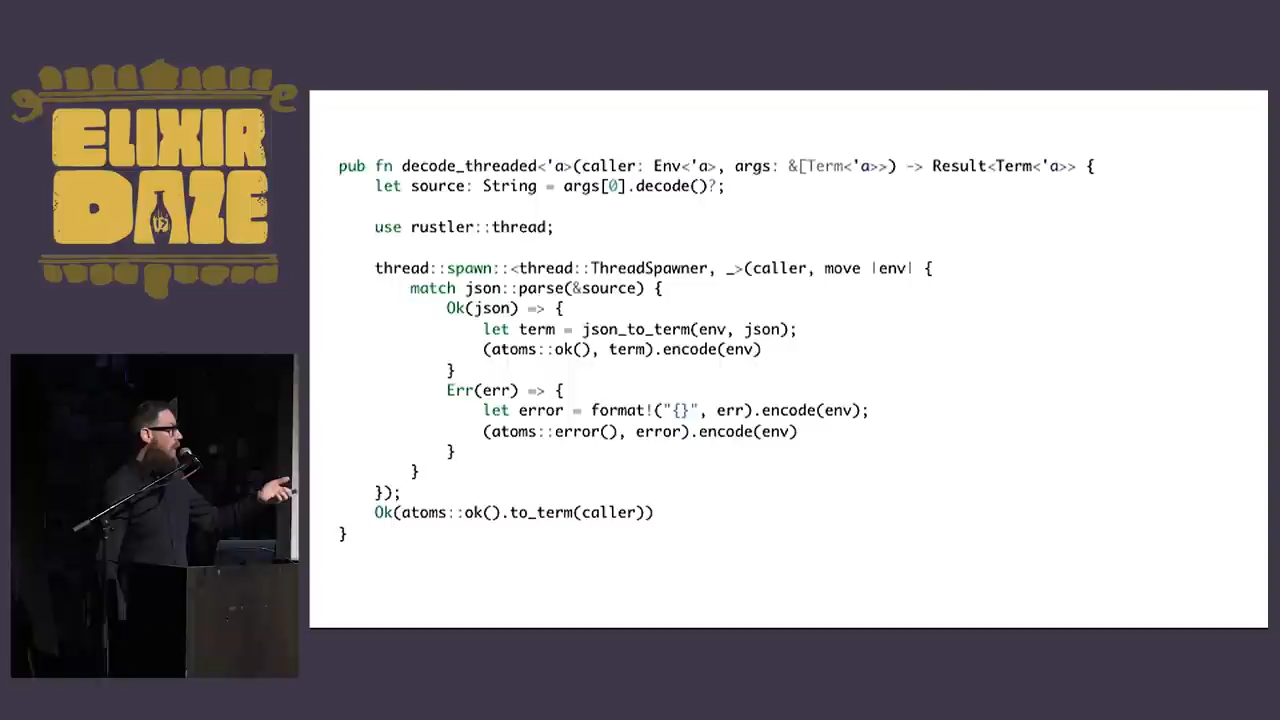 ELIXIR
DAZE
pub fn decode_threaded<'a>(caller: Env<'a>, args: &[Term<'a>]) -> Result<Term<'a>> {
    let source: String = args[0].decode()?;
    use rustler::thread;
    thread::spawn::<thread::ThreadSpawner, _>(caller, move |env| {
        match json::parse(&source) {
            Ok(json) => {
                let term = json_to_term(env, json);
                (atoms::ok(), term).encode(env)
            }
            Err(err) => {
                let error = format!("{}", err).encode(env);
                (atoms::error(), error).encode(env)
            }
        }
    });
    Ok(atoms::ok().to_term(caller))
}